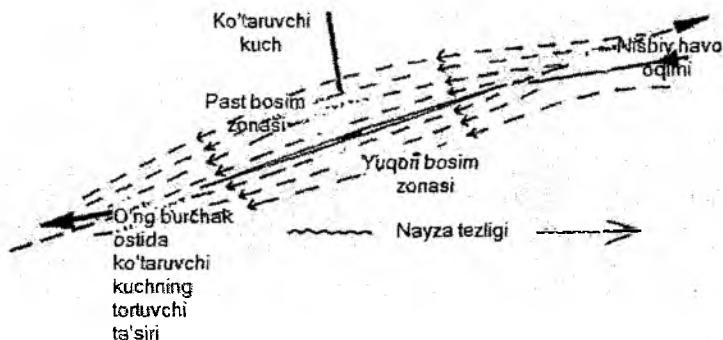 Ko'taruvchi
kuch
Nisbiy havo
oqimi
Past bosim
zonasi
Yuqori bosim
zonasi
O'ng burchak
ostida
ko'taruvchi
kuchning
tortuvchi
ta'siri
Nayza tezligi